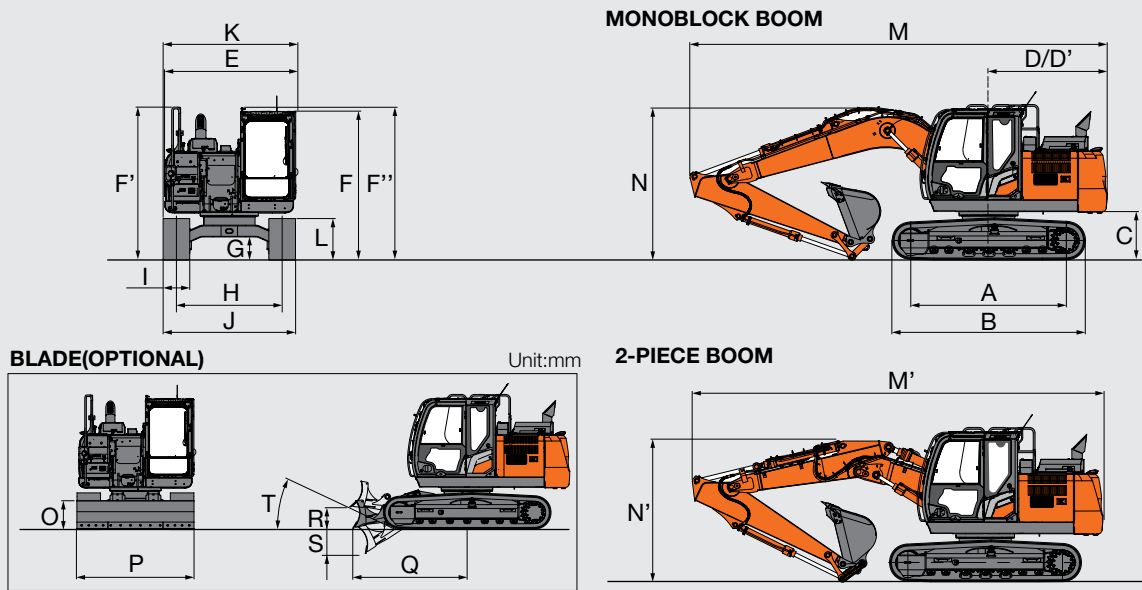 K
E
F'
F
F''
L
G
I
H
J
MONOBLOCK BOOM
M
D/D'
N
C
A
B
BLADE(OPTIONAL)
Unit:mm
O
P
T
R
S
Q
2-PIECE BOOM
M'
N'